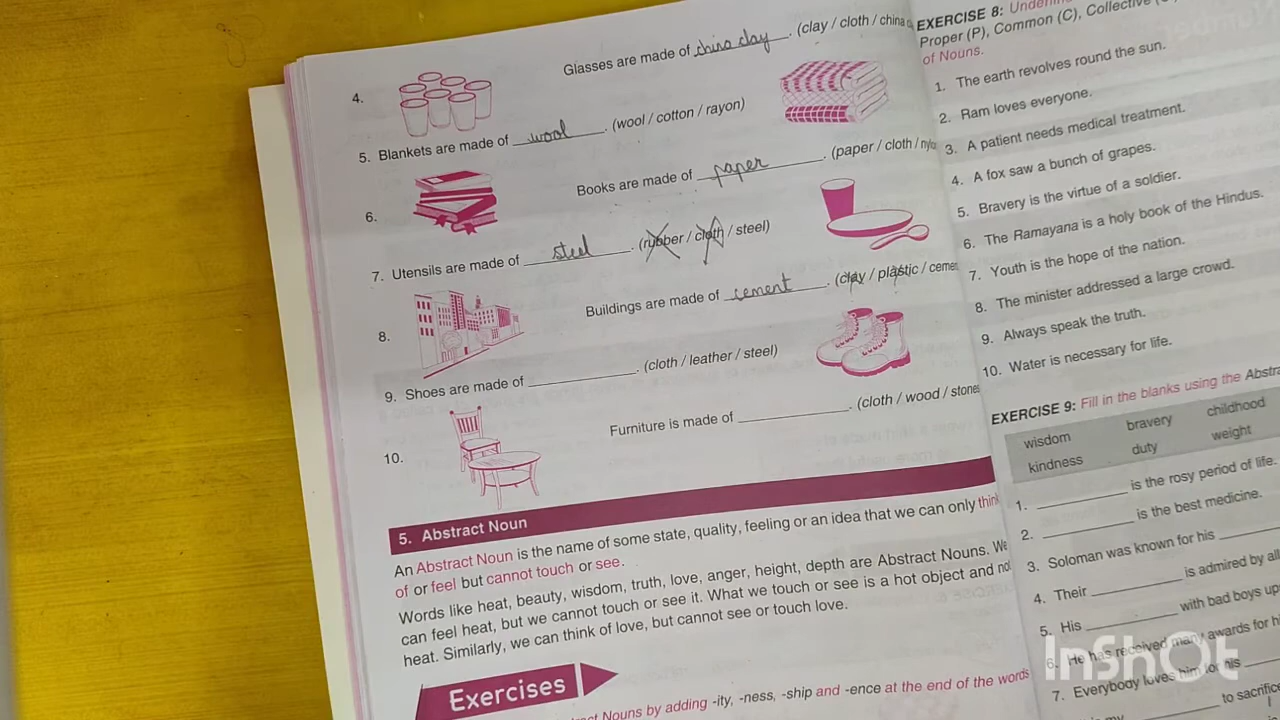 Glasses are made of china clay. (clay / cloth / china
4.
5. Blankets are made of wool. (wool / cotton / rayon)
Books are made of paper. (paper / cloth /
6.
7. Utensils are made of steel. (rubber / cloth / steel)
Buildings are made of cement. (clay / plastic /
8.
9. Shoes are made of ____________. (cloth / leather / steel)
Furniture is made of ____________. (cloth / wood /
10.
5. Abstract Noun
An Abstract Noun is the name of some state, quality, feeling or an idea that we can only think
of or feel but cannot touch or see.
Words like heat, beauty, wisdom, truth, love, anger, height, depth are Abstract Nouns. We
can feel heat, but we cannot touch or see it. What we touch or see is a hot object and
heat. Similarly, we can think of love, but cannot see or touch love.
Exercises
Nouns by adding -ity, -ness, -ship and -ence at the end of the words
EXERCISE 8:
Proper (P), Common (C), Collective
of Nouns.
1. The earth revolves round the sun.
2. Ram loves everyone.
3. A patient needs medical treatment.
4. A fox saw a bunch of grapes.
5. Bravery is the virtue of a soldier.
6. The Ramayana is a holy book of the Hindus.
7. Youth is the hope of the nation.
8. The minister addressed a large crowd.
9. Always speak the truth.
10. Water is necessary for life.
EXERCISE 9: Fill in the blanks using the
wisdom bravery childhood
kindness duty weight
1. ____________ is the rosy period of life.
2. ____________ is the best medicine.
3. Soloman was known for his ____________
4. Their ____________ is admired by all
5. His ____________ with bad boys
6. He has received many awards for
7. Everybody loves him for his ____________
____________ to sacrifice
InShOt